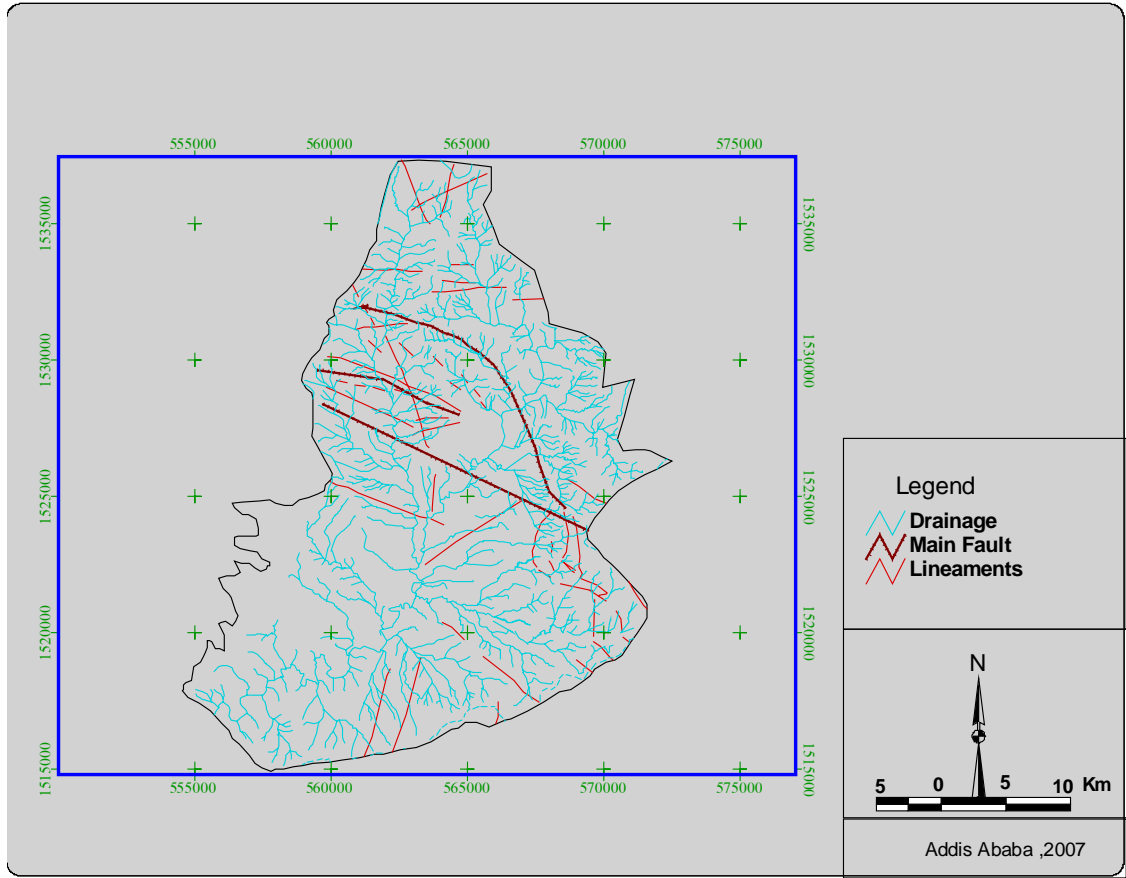 555000 560000 565000 570000 575000
1535000 1535000
1530000 1530000
1525000 1525000
1520000 1520000
1515000 1515000
555000 560000 565000 570000 575000
Legend
Drainage
Main Fault
Lineaments
N
5 0 5 10 Km
Addis Ababa ,2007